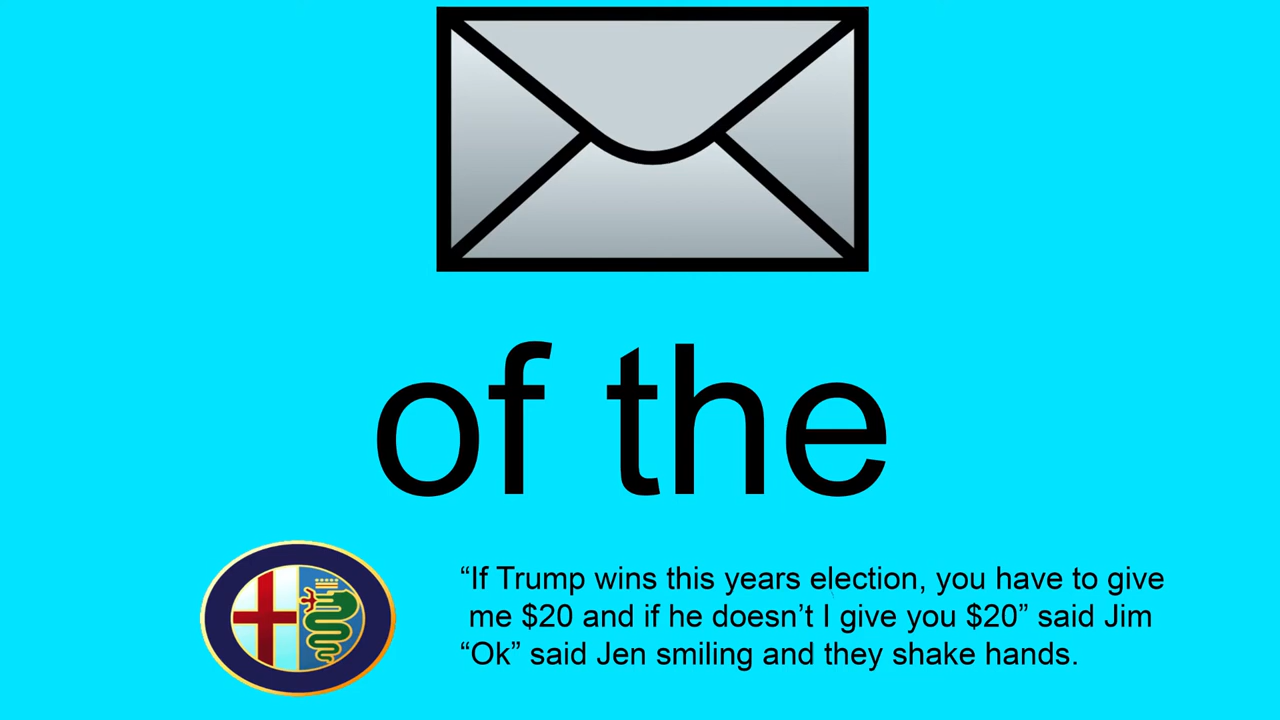 of the
“If Trump wins this years election, you have to give
me $20 and if he doesn’t I give you $20” said Jim
“Ok” said Jen smiling and they shake hands.